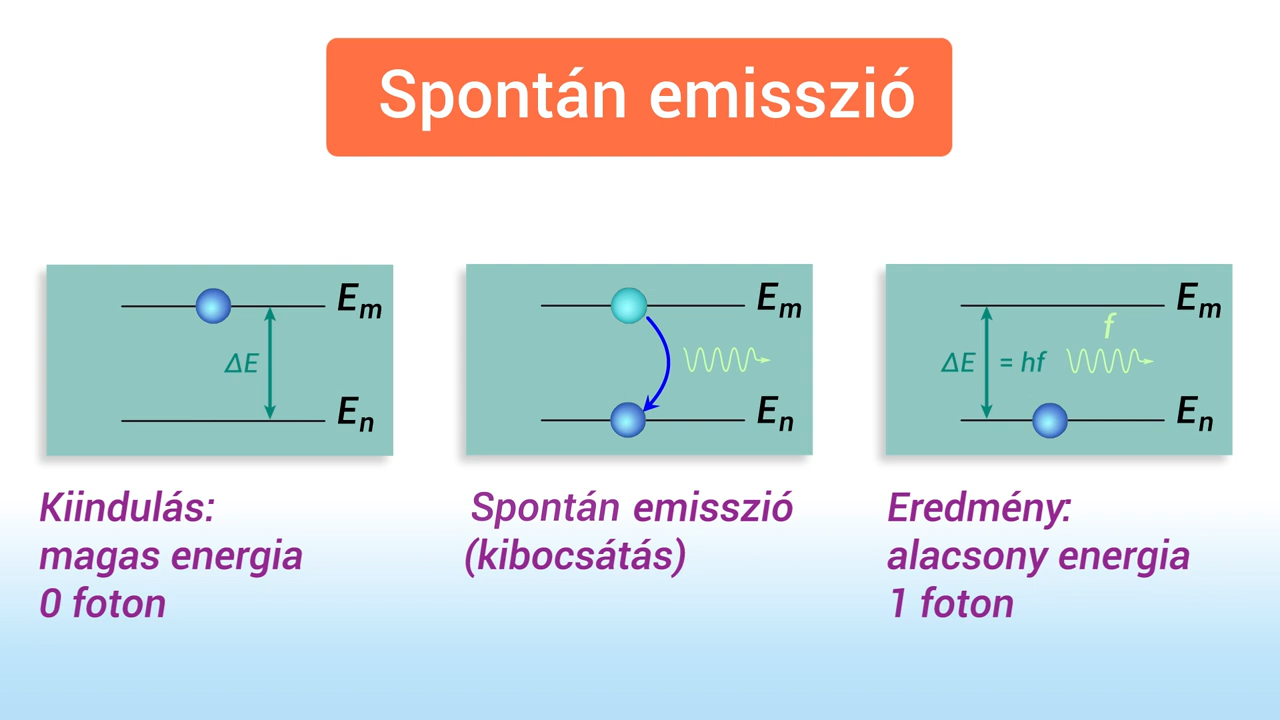 Spontán emisszió
E_m
ΔE
E_n
E_m
E_n
E_m
f
ΔE = hf
E_n
Kiindulás:
magas energia
0 foton
Spontán emisszió
(kibocsátás)
Eredmény:
alacsony energia
1 foton